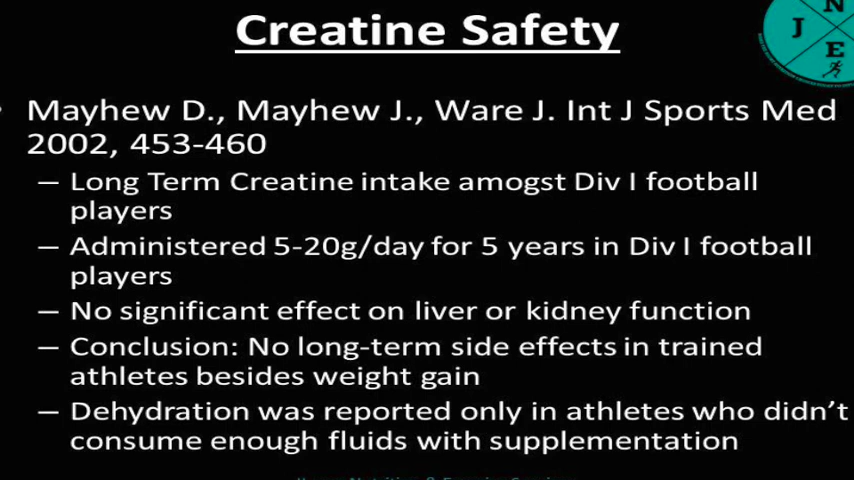 Creatine Safety
N
J
E
Mayhew D., Mayhew J., Ware J. Int J Sports Med
2002, 453-460
– Long Term Creatine intake amogst Div I football
players
– Administered 5-20g/day for 5 years in Div I football
players
– No significant effect on liver or kidney function
– Conclusion: No long-term side effects in trained
athletes besides weight gain
– Dehydration was reported only in athletes who didn't
consume enough fluids with supplementation